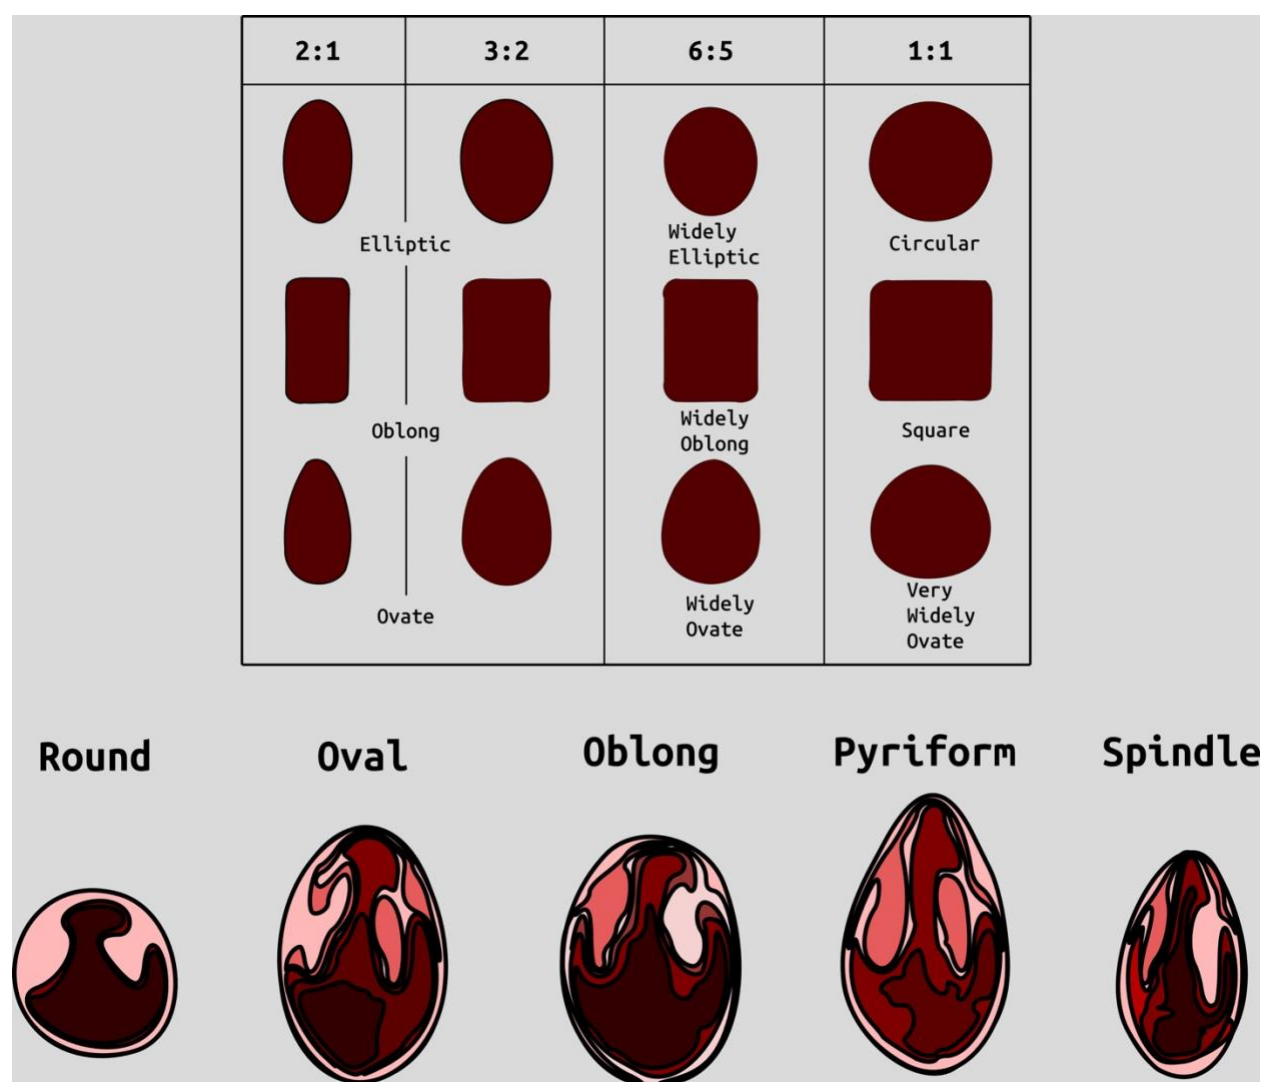 2:1 3:2 6:5 1:1
Elliptic
Widely
Elliptic
Circular
Oblong
Widely
Oblong
Square
Ovate
Widely
Ovate
Very
Widely
Ovate
Round Oval Oblong Pyriform Spindle